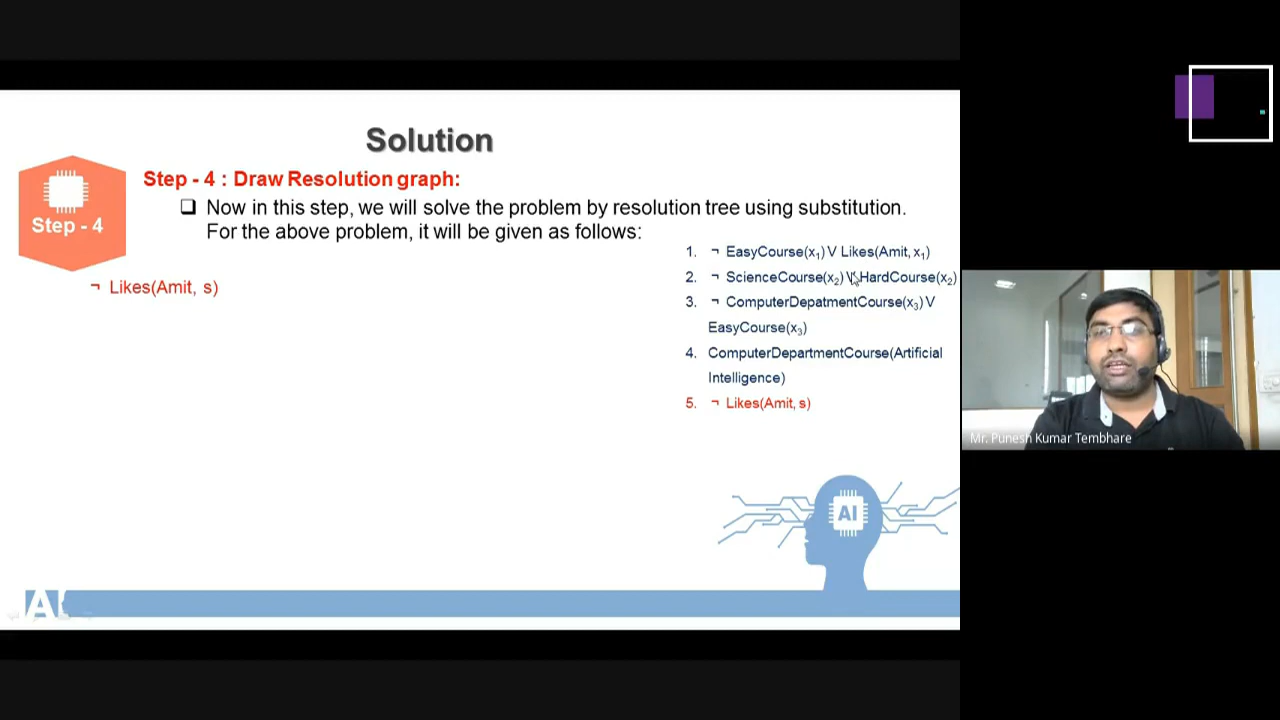 Solution
Step - 4 : Draw Resolution graph:
Step - 4
❑ Now in this step, we will solve the problem by resolution tree using substitution.
For the above problem, it will be given as follows:
¬ Likes(Amit, s)
1. ¬ EasyCourse(x₁) V Likes(Amit, x₁)
2. ¬ ScienceCourse(x₂) V HardCourse(x₂)
3. ¬ ComputerDepatmentCourse(x₃) V
EasyCourse(x₃)
4. ComputerDepartmentCourse(Artificial
Intelligence)
5. ¬ Likes(Amit, s)
AI
Mr. Punesh Kumar Tembhare